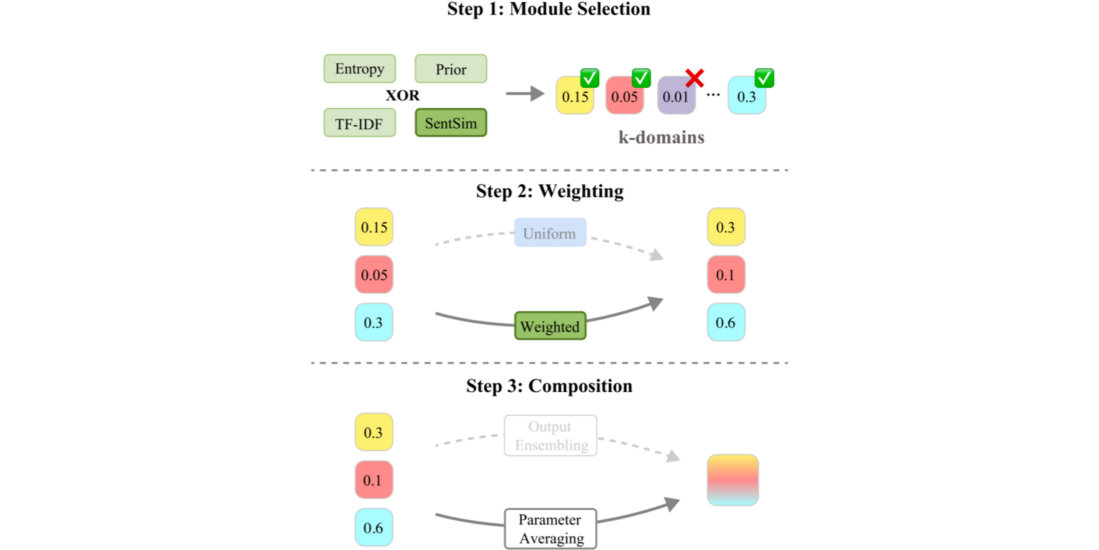 Step 1: Module Selection
Entropy
Prior
XOR
TF-IDF
SentSim
0.15
0.05
0.01
...
0.3
k-domains
Step 2: Weighting
0.15
Uniform
0.3
0.05
0.1
0.3
Weighted
0.6
Step 3: Composition
0.3
Output
Ensembling
0.1
0.6
Parameter
Averaging